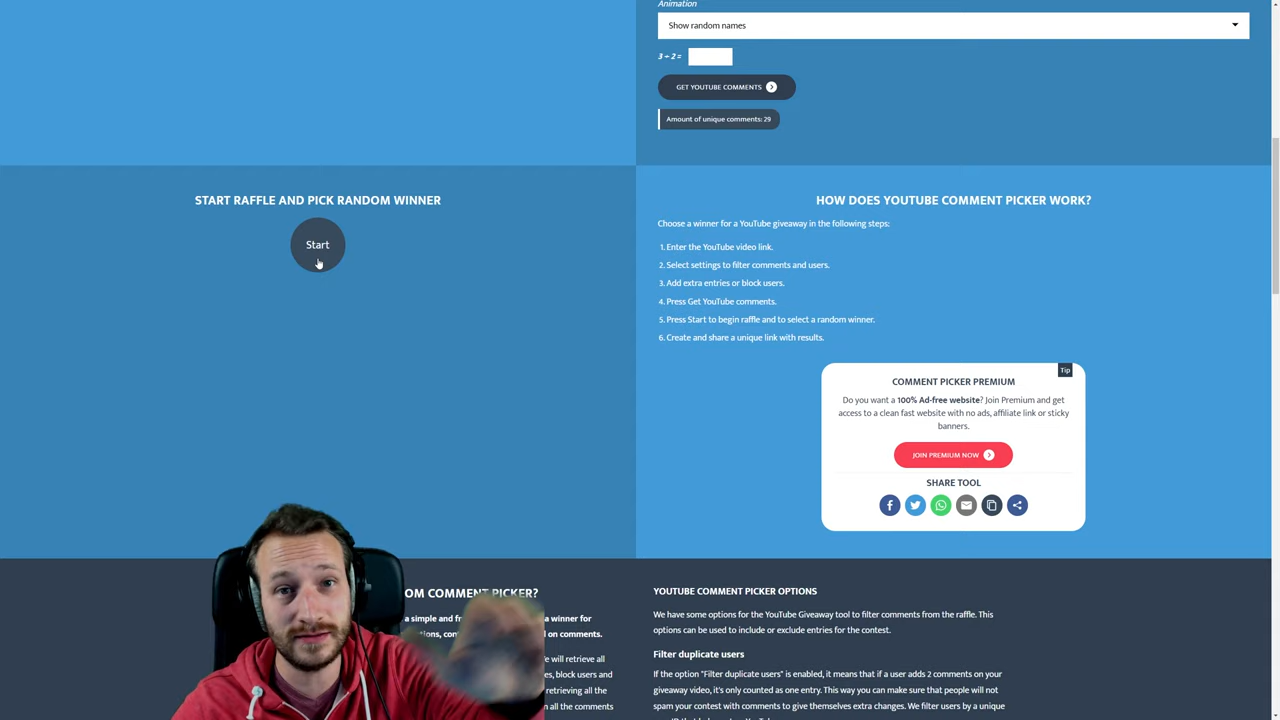 Animation
Show random names
3 + 2 =
GET YOUTUBE COMMENTS
Amount of unique comments: 29
START RAFFLE AND PICK RANDOM WINNER
Start
HOW DOES YOUTUBE COMMENT PICKER WORK?
Choose a winner for a YouTube giveaway in the following steps:
1. Enter the YouTube video link.
2. Select settings to filter comments and users.
3. Add extra entries or block users.
4. Press Get YouTube comments.
5. Press Start to begin raffle and to select a random winner.
6. Create and share a unique link with results.
Tip
COMMENT PICKER PREMIUM
Do you want a 100% Ad-free website? Join Premium and get
access to a clean fast website with no ads, affiliate link or sticky
banners.
JOIN PREMIUM NOW
SHARE TOOL
OM COMMENT PICKER?
a simple and fr a winner for
tions, con d on comments.
We will retrieve all
es, block users and
retrieving all the
all the comments
YOUTUBE COMMENT PICKER OPTIONS
We have some options for the YouTube Giveaway tool to filter comments from the raffle. This
options can be used to include or exclude entries for the contest.
Filter duplicate users
If the option "Filter duplicate users" is enabled, it means that if a user adds 2 comments on your
giveaway video, it's only counted as one entry. This way you can make sure that people will not
spam your contest with comments to give themselves extra changes. We filter users by a unique